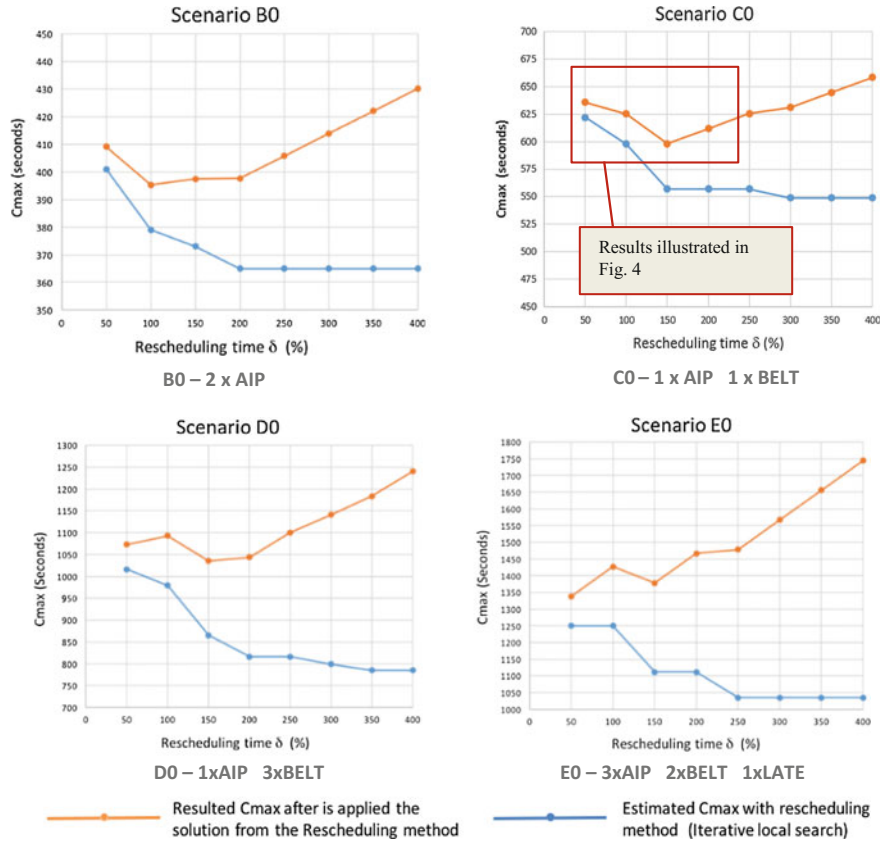 Scenario B0
450
440
430
420
410
400
390
380
370
360
350
Cmax (seconds)
0 50 100 150 200 250 300 350 400
Rescheduling time δ (%)
B0 – 2 x AIP
Scenario C0
700
675
650
625
600
575
550
525
500
475
450
Cmax (seconds)
Results illustrated in
Fig. 4
0 50 100 150 200 250 300 350 400
Rescheduling time δ (%)
C0 – 1 x AIP 1 x BELT
Scenario D0
1300
1250
1200
1150
1100
1050
1000
950
900
850
800
750
700
Cmax (Seconds)
0 50 100 150 200 250 300 350 400
Rescheduling time δ (%)
D0 – 1xAIP 3xBELT
Scenario E0
1800
1750
1700
1650
1600
1550
1500
1450
1400
1350
1300
1250
1200
1150
1100
1050
1000
Cmax (Seconds)
0 50 100 150 200 250 300 350 400
Rescheduling time δ (%)
E0 – 3xAIP 2xBELT 1xLATE
Resulted Cmax after is applied the
solution from the Rescheduling method
Estimated Cmax with rescheduling
method (Iterative local search)